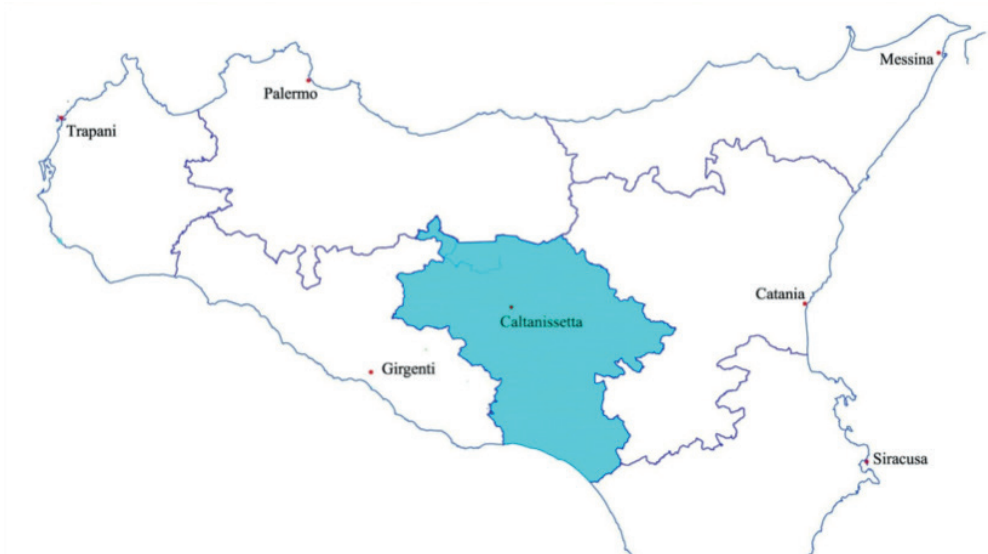 Messina
Palermo
Trapani
Catania
Caltanissetta
Girgenti
Siracusa